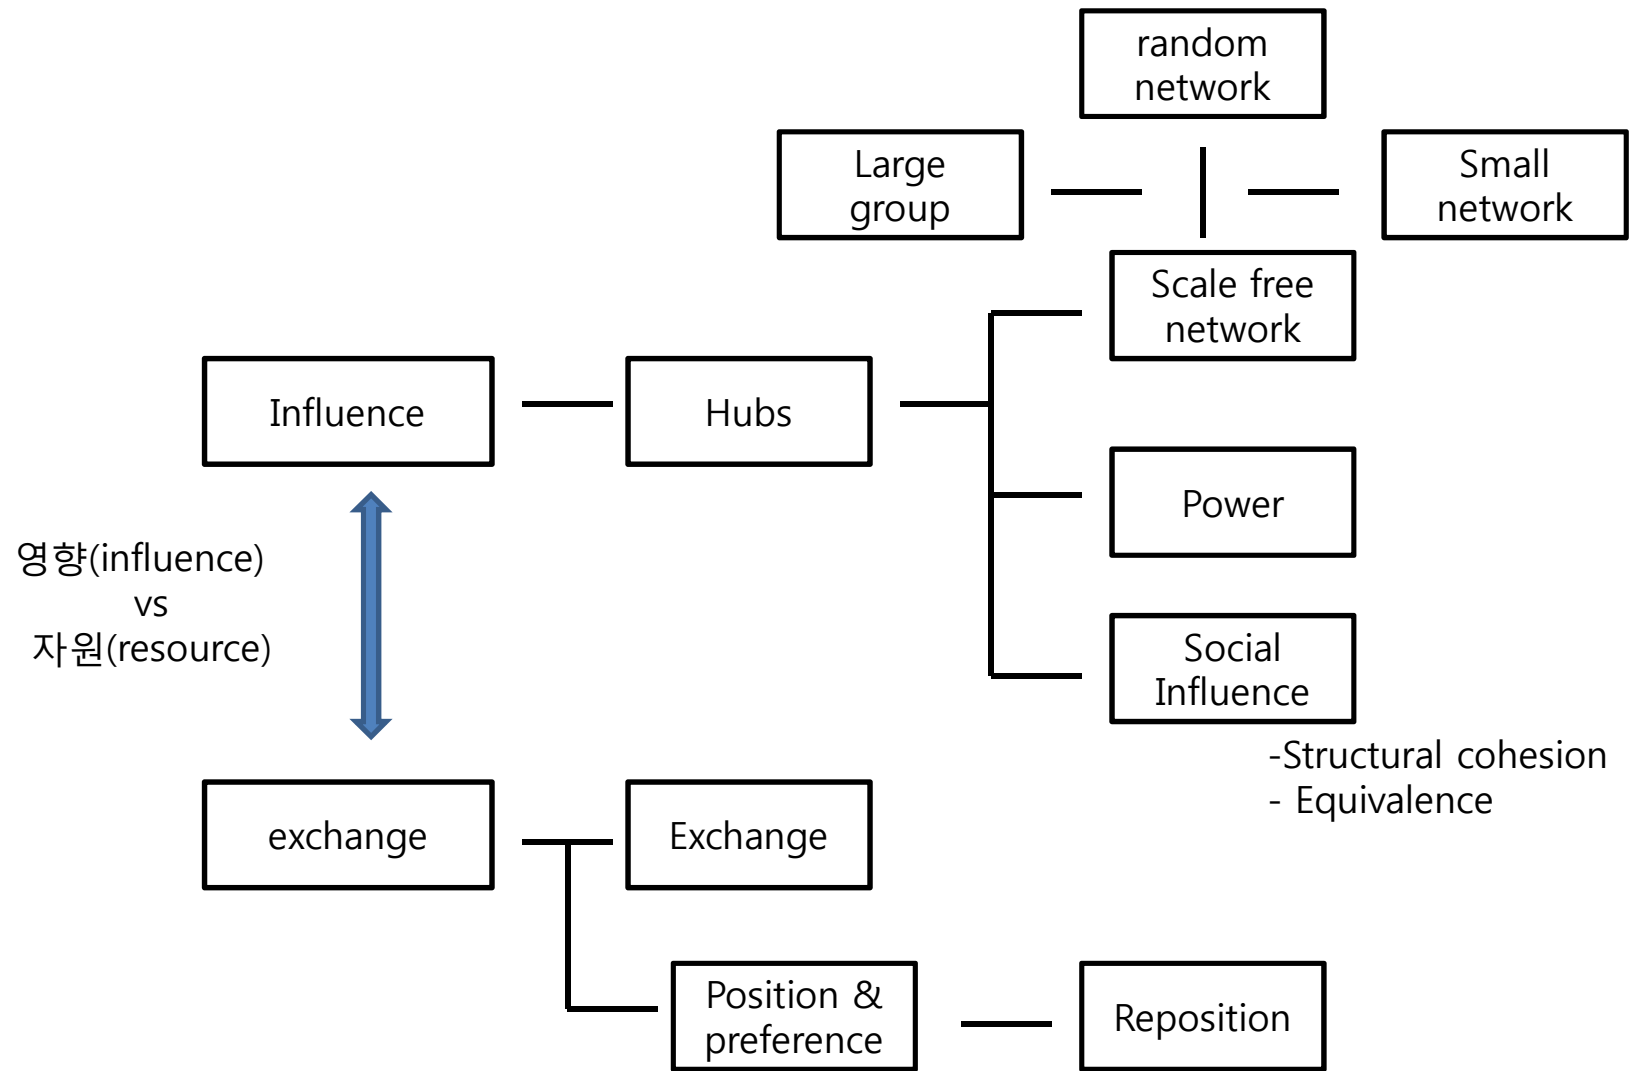 random
network
Large
group
Small
network
Scale free
network
Influence
Hubs
Power
영향(influence)
vs
자원(resource)
Social
Influence
-Structural cohesion
- Equivalence
exchange
Exchange
Position &
preference
Reposition